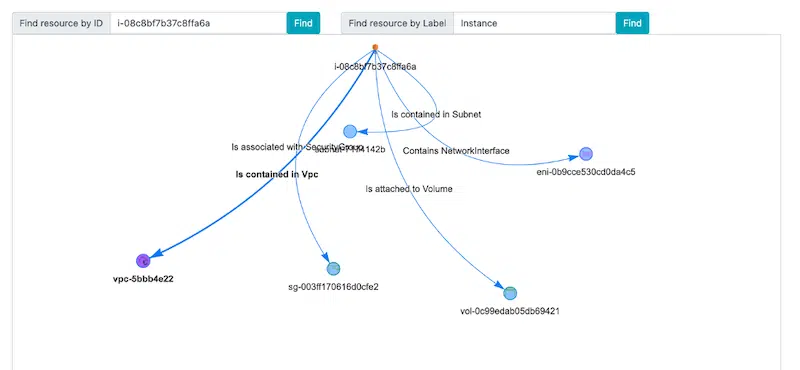 Find resource by ID i-08c8bf7b37c8ffa6a Find Find resource by Label Instance Find
i-08c8bf7b37c8ffa6a
Is contained in Subnet
Is associated with SecurityGroup
Contains NetworkInterface
eni-0b9cce530cd0da4c5
Is contained in Vpc
Is attached to Volume
vpc-5bbb4e22
sg-003ff170616d0cfe2
vol-0c99edab05db69421